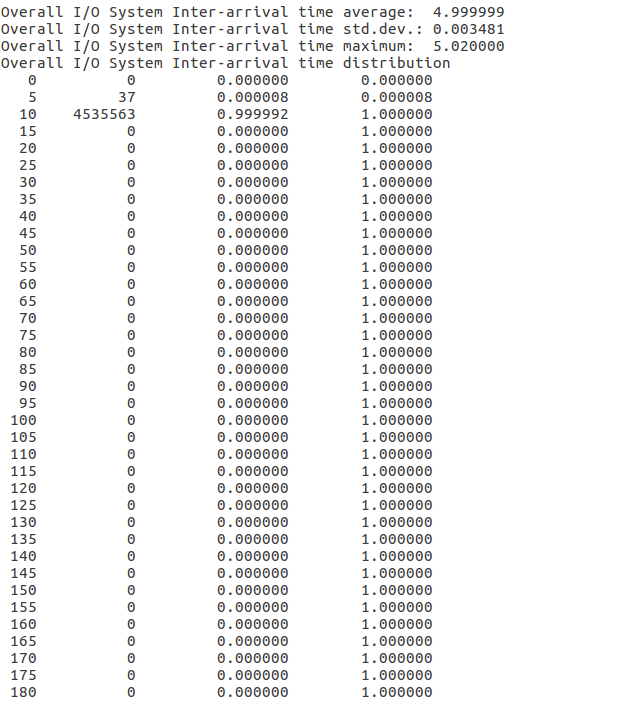 Overall I/O System Inter-arrival time average:  4.999999
Overall I/O System Inter-arrival time std.dev.: 0.003481
Overall I/O System Inter-arrival time maximum:  5.020000
Overall I/O System Inter-arrival time distribution
   0          0         0.000000        0.000000
   5         37         0.000008        0.000008
  10    4535563         0.999992        1.000000
  15          0         0.000000        1.000000
  20          0         0.000000        1.000000
  25          0         0.000000        1.000000
  30          0         0.000000        1.000000
  35          0         0.000000        1.000000
  40          0         0.000000        1.000000
  45          0         0.000000        1.000000
  50          0         0.000000        1.000000
  55          0         0.000000        1.000000
  60          0         0.000000        1.000000
  65          0         0.000000        1.000000
  70          0         0.000000        1.000000
  75          0         0.000000        1.000000
  80          0         0.000000        1.000000
  85          0         0.000000        1.000000
  90          0         0.000000        1.000000
  95          0         0.000000        1.000000
 100          0         0.000000        1.000000
 105          0         0.000000        1.000000
 110          0         0.000000        1.000000
 115          0         0.000000        1.000000
 120          0         0.000000        1.000000
 125          0         0.000000        1.000000
 130          0         0.000000        1.000000
 135          0         0.000000        1.000000
 140          0         0.000000        1.000000
 145          0         0.000000        1.000000
 150          0         0.000000        1.000000
 155          0         0.000000        1.000000
 160          0         0.000000        1.000000
 165          0         0.000000        1.000000
 170          0         0.000000        1.000000
 175          0         0.000000        1.000000
 180          0         0.000000        1.000000